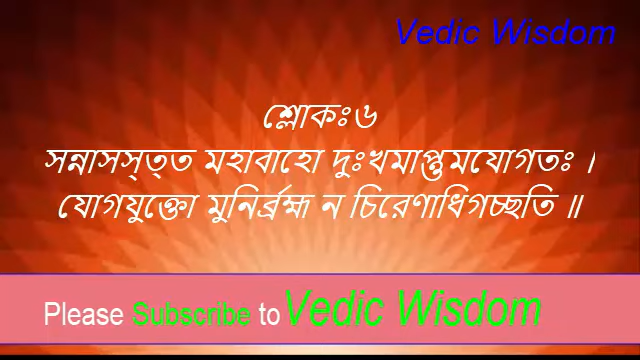 Vedic Wisdom
শ্লোকঃ৬
সন্নাসস্ত্ত মহাবাহো দুঃখমাপ্তুমযোগতঃ ।
যোগযুক্তো মুনির্ব্রহ্ম ন চিরেণাধিগচ্ছতি ॥
Please Subscribe to Vedic Wisdom